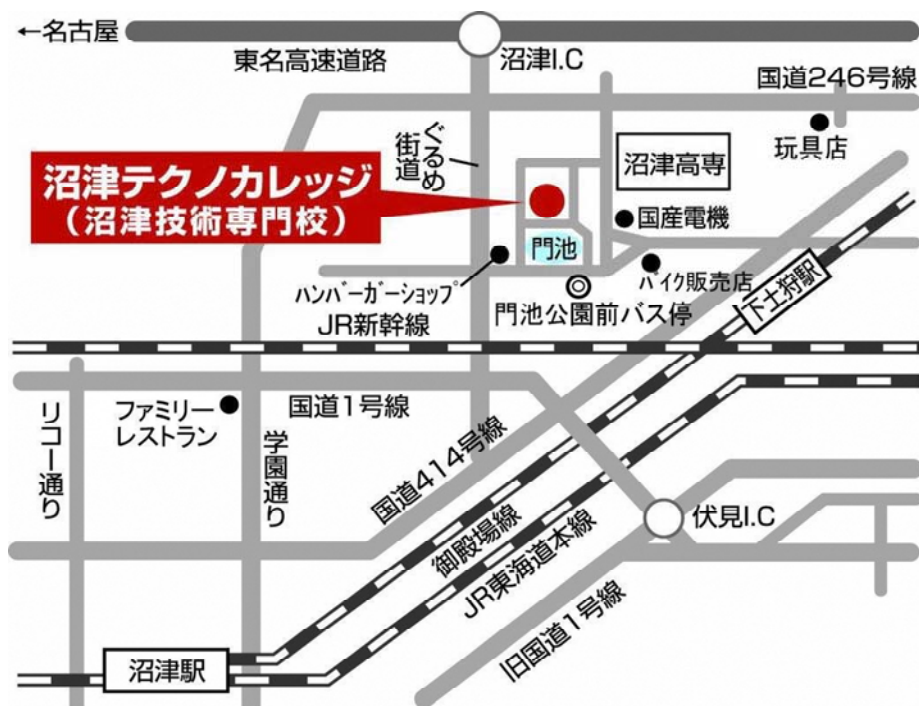 ←名古屋
東名高速道路
沼津I.C
国道246号線
ぐるめ
街道
玩具店
沼津高専
沼津テクノカレッジ
(沼津技術専門校)
国産電機
門池
ハンバーガーショップ
バイク販売店
下土狩駅
門池公園前バス停
JR新幹線
リコー通り
ファミリー
レストラン
国道1号線
学園通り
国道414号線
御殿場線
JR東海道本線
伏見I.C
旧国道1号線
沼津駅